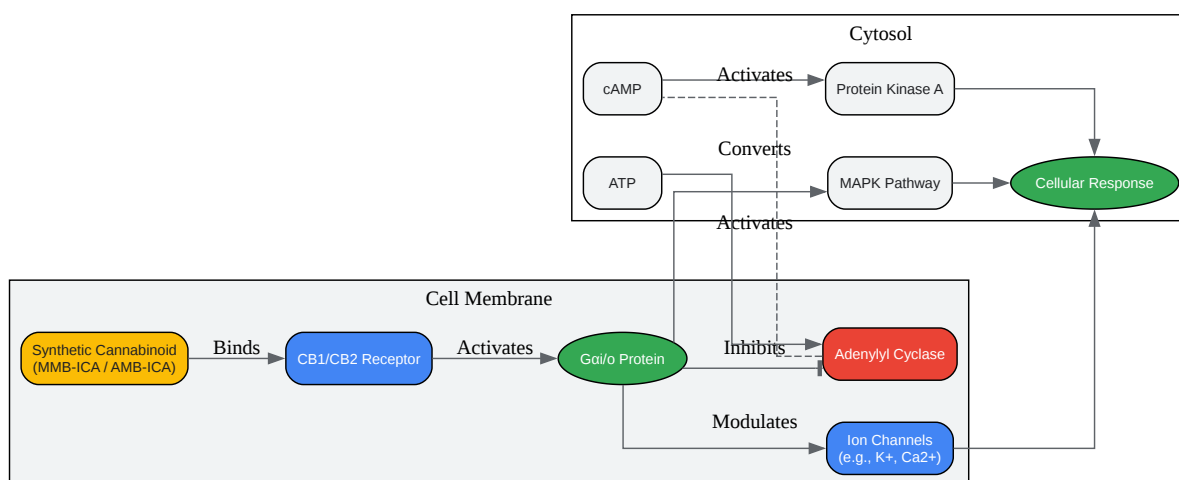 Cytosol
cAMP
Activates
Protein Kinase A
Converts
ATP
MAPK Pathway
Cellular Response
Activates
Cell Membrane
Synthetic Cannabinoid
(MMB-ICA / AMB-ICA)
Binds
CB1/CB2 Receptor
Activates
Gαi/o Protein
Inhibits
Adenylyl Cyclase
Modulates
Ion Channels
(e.g., K+, Ca2+)